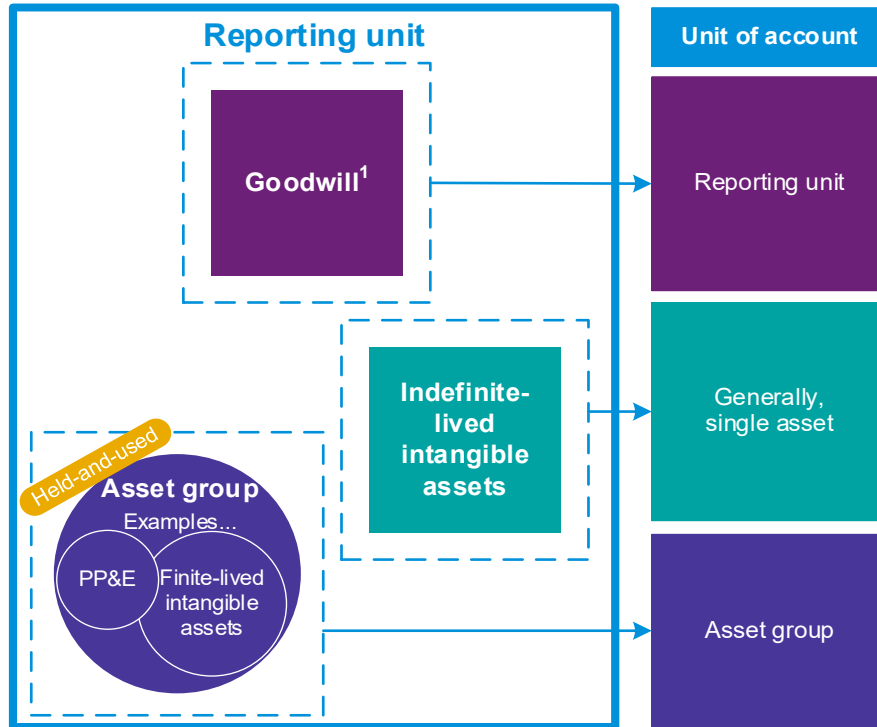 Reporting unit
Unit of account
Goodwill1
Reporting unit
Indefinite-
lived
intangible
assets
Generally,
single asset
Held-and-used
Asset group
Examples...
PP&E
Finite-lived
intangible
assets
Asset group